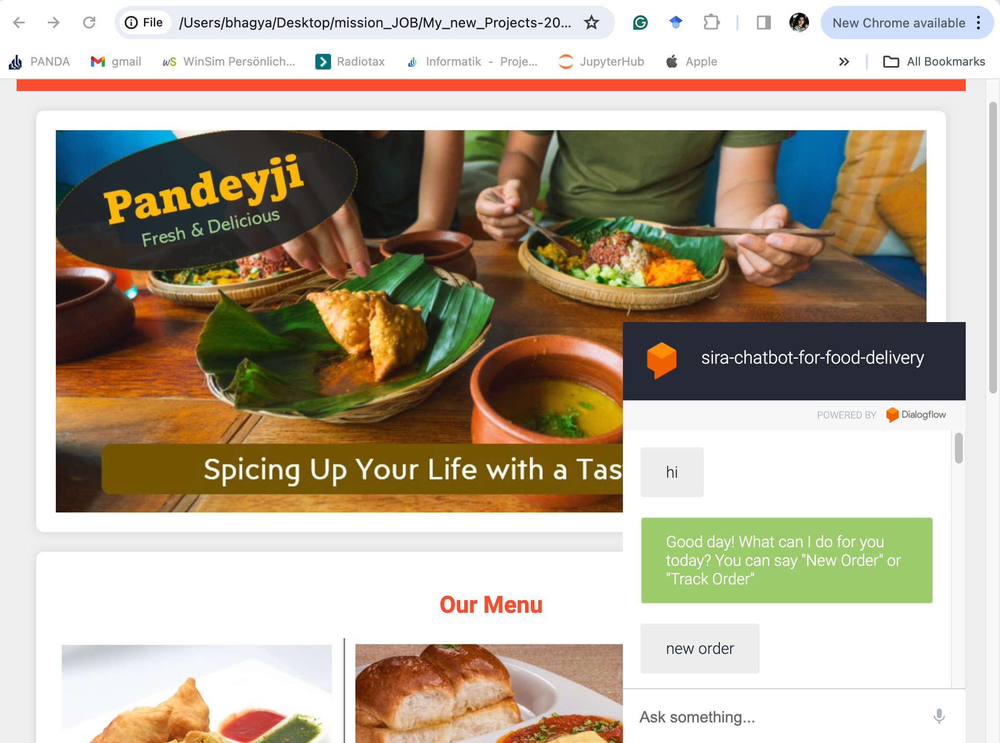 File
/Users/bhagya/Desktop/mission_JOB/My_new_Projects-20...
New Chrome available
PANDA
gmail
wS WinSim Persönlich...
Radiotax
Informatik - Proje...
JupyterHub
Apple
All Bookmarks
Pandeyji
Fresh & Delicious
Spicing Up Your Life with a Tas
sira-chatbot-for-food-delivery
POWERED BY Dialogflow
hi
Good day! What can I do for you
today? You can say "New Order" or
"Track Order"
new order
Our Menu
Ask something...